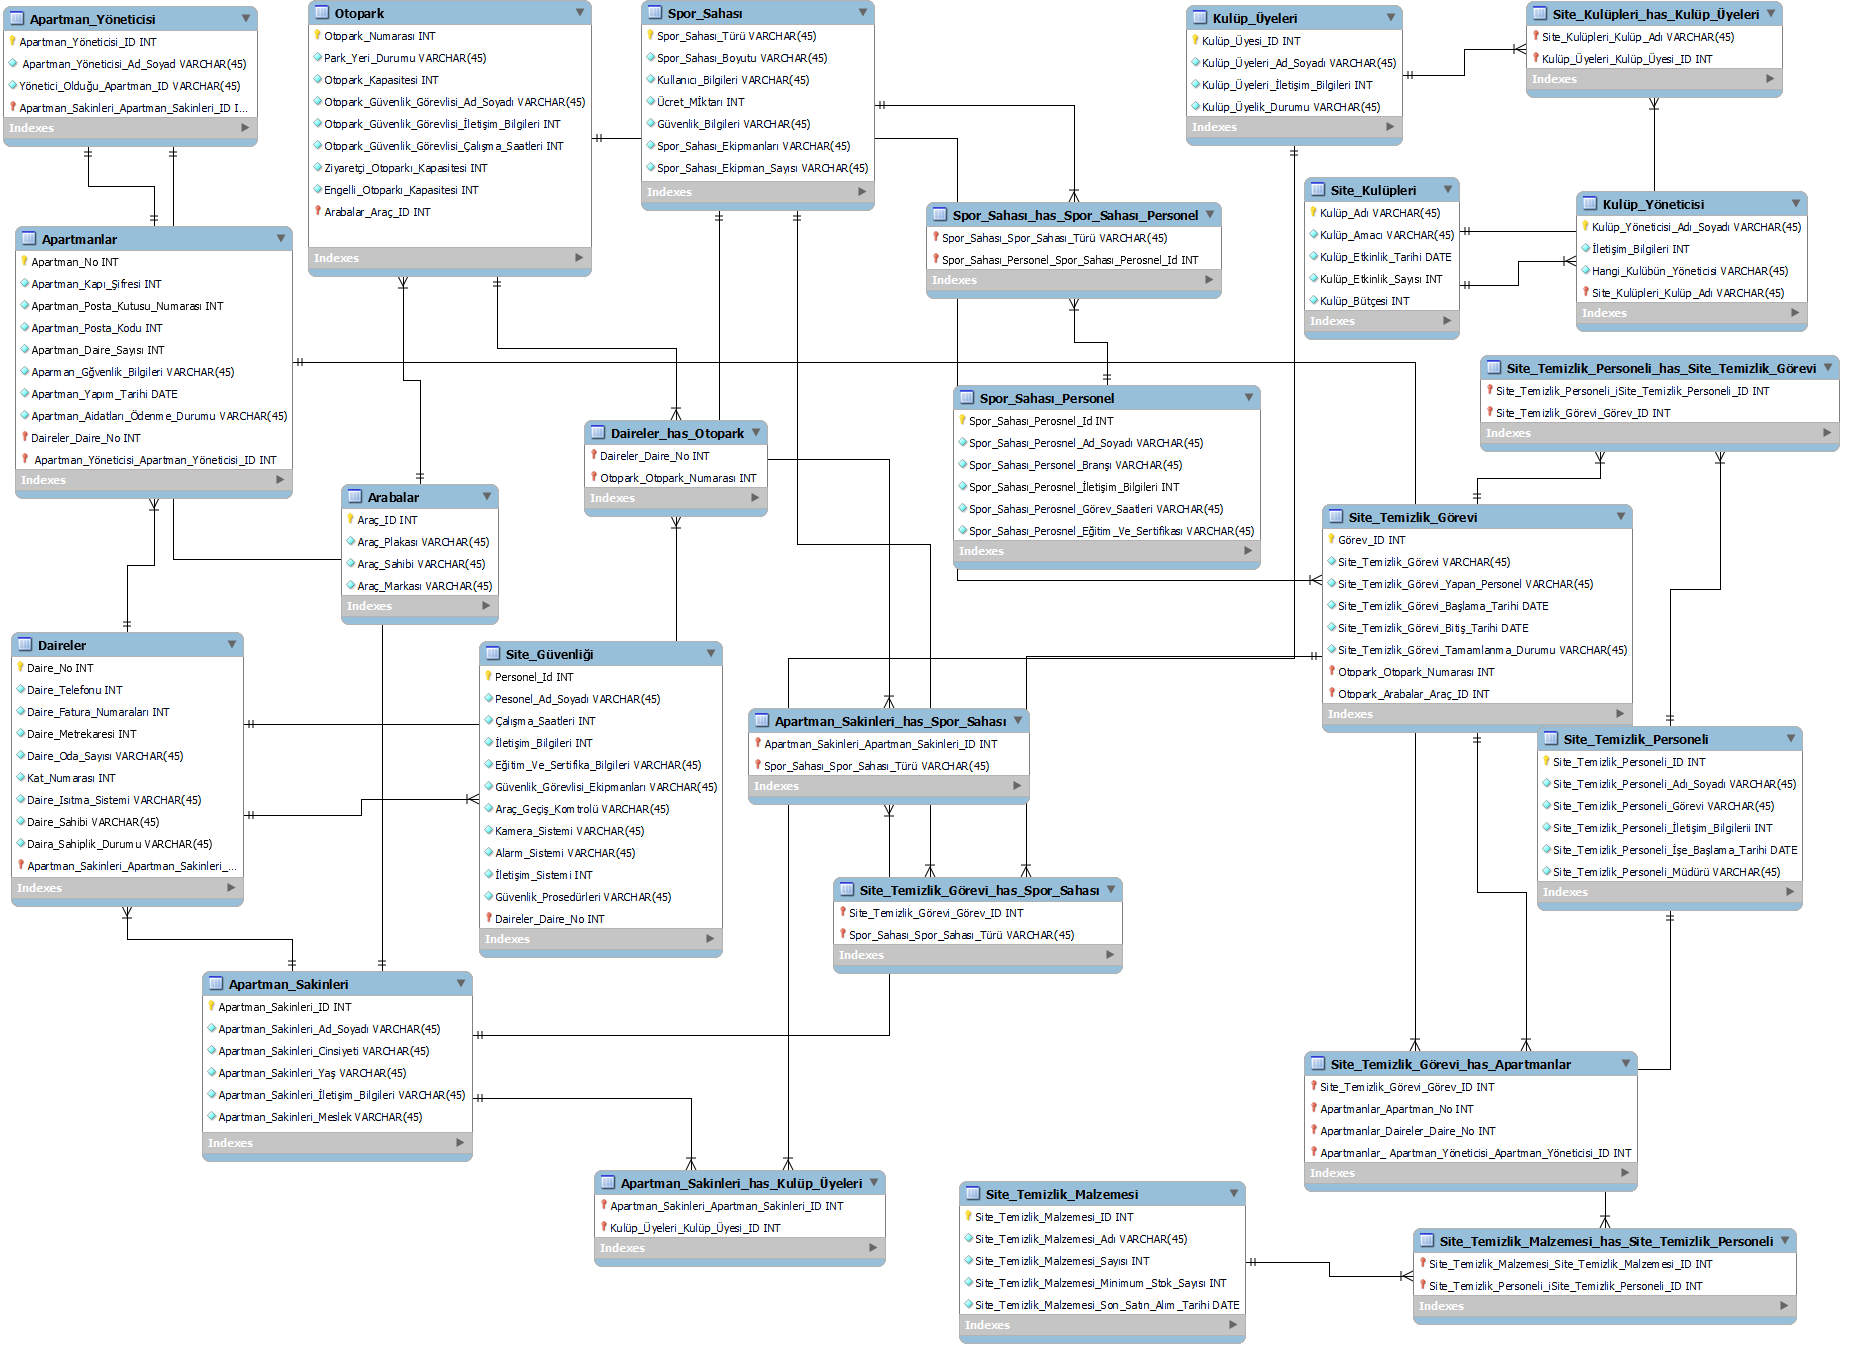 Apartman_Yöneticisi
Apartman_Yöneticisi_ID INT
Apartman_Yöneticisi_Ad_Soyad VARCHAR(45)
Yönetici_Olduğu_Apartman_ID VARCHAR(45)
Apartman_Sakinleri_Apartman_Sakinleri_ID I...
Indexes
Otopark
Otopark_Numarası INT
Park_Yeri_Durumu VARCHAR(45)
Otopark_Kapasitesi INT
Otopark_Güvenlik_Görevlisi_Ad_Soyadı VARCHAR(45)
Otopark_Güvenlik_Görevlisi_İletişim_Bilgileri INT
Otopark_Güvenlik_Görevlisi_Çalışma_Saatleri INT
Ziyaretçi_Otoparkı_Kapasitesi INT
Engelli_Otoparkı_Kapasitesi INT
Arabalar_Araç_ID INT
Indexes
Spor_Sahası
Spor_Sahası_Türü VARCHAR(45)
Spor_Sahası_Boyutu VARCHAR(45)
Kullanıcı_Bilgileri VARCHAR(45)
Ücret_Mİktarı INT
Güvenlik_Bilgileri VARCHAR(45)
Spor_Sahası_Ekipmanları VARCHAR(45)
Spor_Sahası_Ekipman_Sayısı VARCHAR(45)
Indexes
Kulüp_Üyeleri
Kulüp_Üyesi_ID INT
Kulüp_Üyeleri_Ad_Soyadı VARCHAR(45)
Kulüp_Üyeleri_İletişim_Bilgileri INT
Kulüp_Üyelik_Durumu VARCHAR(45)
Indexes
Site_Kulüpleri_has_Kulüp_Üyeleri
Site_Kulüpleri_Kulüp_Adı VARCHAR(45)
Kulüp_Üyeleri_Kulüp_Üyesi_ID INT
Indexes
Site_Kulüpleri
Kulüp_Adı VARCHAR(45)
Kulüp_Amacı VARCHAR(45)
Kulüp_Etkinlik_Tarihi DATE
Kulüp_Etkinlik_Sayısı INT
Kulüp_Bütçesi INT
Indexes
Kulüp_Yöneticisi
Kulüp_Yöneticisi_Adı_Soyadı VARCHAR(45)
İletişim_Bilgileri INT
Hangi_Kulübün_Yöneticisi VARCHAR(45)
Site_Kulüpleri_Kulüp_Adı VARCHAR(45)
Indexes
Spor_Sahası_has_Spor_Sahası_Personel
Spor_Sahası_Spor_Sahası_Türü VARCHAR(45)
Spor_Sahası_Personel_Spor_Sahası_Perosnel_Id INT
Indexes
Apartmanlar
Apartman_No INT
Apartman_Kapı_Şifresi INT
Apartman_Posta_Kutusu_Numarası INT
Apartman_Posta_Kodu INT
Apartman_Daire_Sayısı INT
Aparman_Gğvenlik_Bilgileri VARCHAR(45)
Apartman_Yapım_Tarihi DATE
Apartman_Aidatları_Ödenme_Durumu VARCHAR(45)
Daireler_Daire_No INT
Apartman_Yöneticisi_Apartman_Yöneticisi_ID INT
Indexes
Site_Temizlik_Personeli_has_Site_Temizlik_Görevi
Site_Temizlik_Personeli_iSite_Temizlik_Personeli_ID INT
Site_Temizlik_Görevi_Görev_ID INT
Indexes
Spor_Sahası_Personel
Spor_Sahası_Perosnel_Id INT
Spor_Sahası_Perosnel_Ad_Soyadı VARCHAR(45)
Spor_Sahası_Personel_Branşı VARCHAR(45)
Spor_Sahası_Perosnel_İletişim_Bilgileri INT
Spor_Sahası_Perosnel_Görev_Saatleri VARCHAR(45)
Spor_Sahası_Perosnel_Eğitim_Ve_Sertifikası VARCHAR(45)
Indexes
Daireler_has_Otopark
Daireler_Daire_No INT
Otopark_Otopark_Numarası INT
Indexes
Arabalar
Araç_ID INT
Araç_Plakası VARCHAR(45)
Araç_Sahibi VARCHAR(45)
Araç_Markası VARCHAR(45)
Indexes
Site_Temizlik_Görevi
Görev_ID INT
Site_Temizlik_Görevi VARCHAR(45)
Site_Temizlik_Görevi_Yapan_Personel VARCHAR(45)
Site_Temizlik_Görevi_Başlama_Tarihi DATE
Site_Temizlik_Görevi_Bitiş_Tarihi DATE
Site_Temizlik_Görevi_Tamamlanma_Durumu VARCHAR(45)
Otopark_Otopark_Numarası INT
Otopark_Arabalar_Araç_ID INT
Indexes
Daireler
Daire_No INT
Daire_Telefonu INT
Daire_Fatura_Numaraları INT
Daire_Metrekaresi INT
Daire_Oda_Sayısı VARCHAR(45)
Kat_Numarası INT
Daire_Isıtma_Sistemi VARCHAR(45)
Daire_Sahibi VARCHAR(45)
Daira_Sahiplik_Durumu VARCHAR(45)
Apartman_Sakinleri_Apartman_Sakinleri_...
Indexes
Site_Güvenliği
Personel_Id INT
Pesonel_Ad_Soyadı VARCHAR(45)
Çalışma_Saatleri INT
İletişim_Bilgileri INT
Eğitim_Ve_Sertifika_Bilgileri VARCHAR(45)
Güvenlik_Görevlisi_Ekipmanları VARCHAR(45)
Araç_Geçiş_Kontrolü VARCHAR(45)
Kamera_Sistemi VARCHAR(45)
Alarm_Sistemi VARCHAR(45)
İletişim_Sistemi INT
Güvenlik_Prosedürleri VARCHAR(45)
Daireler_Daire_No INT
Indexes
Apartman_Sakinleri_has_Spor_Sahası
Apartman_Sakinleri_Apartman_Sakinleri_ID INT
Spor_Sahası_Spor_Sahası_Türü VARCHAR(45)
Indexes
Site_Temizlik_Personeli
Site_Temizlik_Personeli_ID INT
Site_Temizlik_Personeli_Adı_Soyadı VARCHAR(45)
Site_Temizlik_Personeli_Görevi VARCHAR(45)
Site_Temizlik_Personeli_İletişim_Bilgilerii INT
Site_Temizlik_Personeli_İşe_Başlama_Tarihi DATE
Site_Temizlik_Personeli_Müdürü VARCHAR(45)
Indexes
Site_Temizlik_Görevi_has_Spor_Sahası
Site_Temizlik_Görevi_Görev_ID INT
Spor_Sahası_Spor_Sahası_Türü VARCHAR(45)
Indexes
Apartman_Sakinleri
Apartman_Sakinleri_ID INT
Apartman_Sakinleri_Ad_Soyadı VARCHAR(45)
Apartman_Sakinleri_Cinsiyeti VARCHAR(45)
Apartman_Sakinleri_Yaş VARCHAR(45)
Apartman_Sakinleri_İletişim_Bilgileri VARCHAR(45)
Apartman_Sakinleri_Meslek VARCHAR(45)
Indexes
Site_Temizlik_Görevi_has_Apartmanlar
Site_Temizlik_Görevi_Görev_ID INT
Apartmanlar_Apartman_No INT
Apartmanlar_Daireler_Daire_No INT
Apartmanlar_ Apartman_Yöneticisi_Apartman_Yöneticisi_ID INT
Indexes
Apartman_Sakinleri_has_Kulüp_Üyeleri
Apartman_Sakinleri_Apartman_Sakinleri_ID INT
Kulüp_Üyeleri_Kulüp_Üyesi_ID INT
Indexes
Site_Temizlik_Malzemesi
Site_Temizlik_Malzemesi_ID INT
Site_Temizlik_Malzemesi_Adı VARCHAR(45)
Site_Temizlik_Malzemesi_Sayısı INT
Site_Temizlik_Malzemesi_Minimum_Stok_Sayısı INT
Site_Temizlik_Malzemesi_Son_Satın_Alım_Tarihi DATE
Indexes
Site_Temizlik_Malzemesi_has_Site_Temizlik_Personeli
Site_Temizlik_Malzemesi_Site_Temizlik_Malzemesi_ID INT
Site_Temizlik_Personeli_iSite_Temizlik_Personeli_ID INT
Indexes